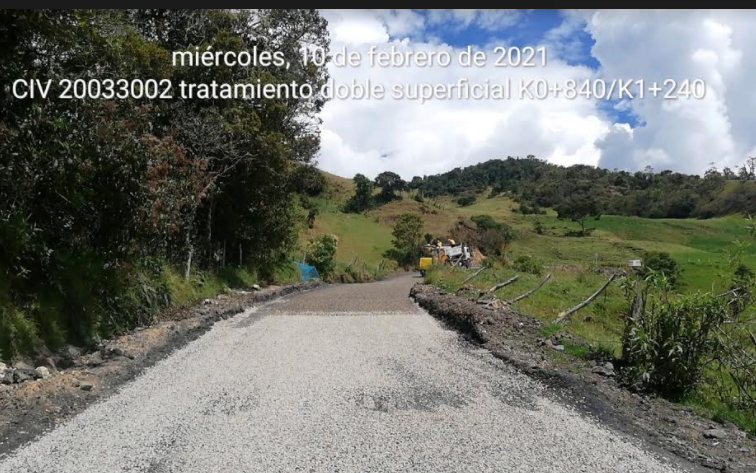 miércoles, 10 de febrero de 2021
CIV 20033002 tratamiento doble superficial K0+840/K1+240